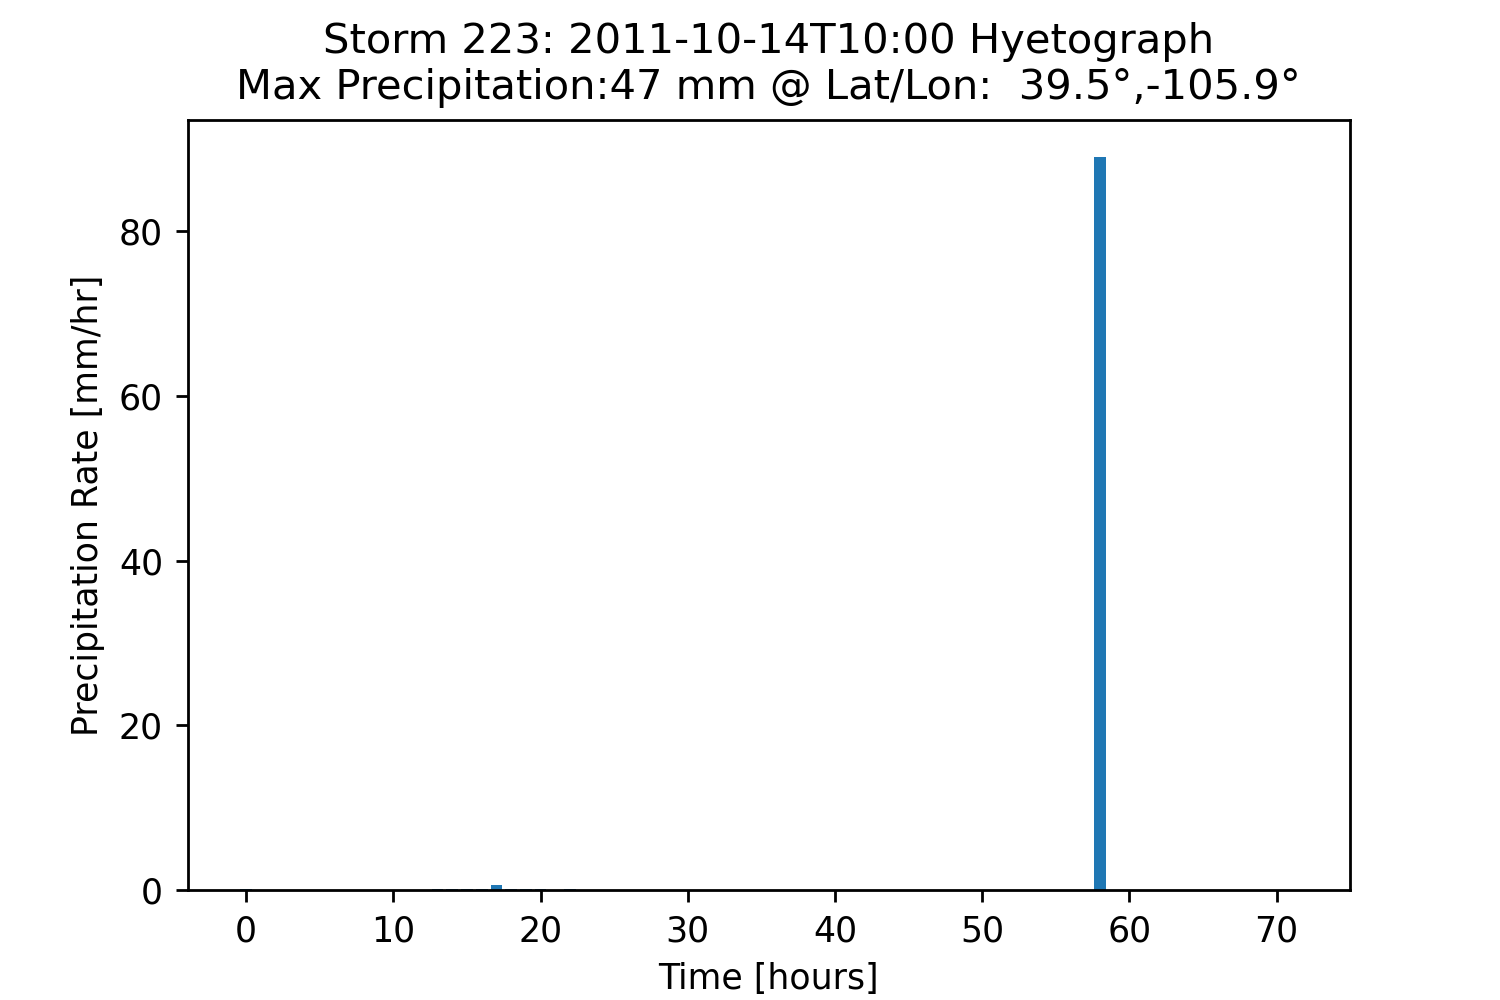 Storm 223: 2011-10-14T10:00 Hyetograph
Max Precipitation:47 mm @ Lat/Lon:  39.5°,-105.9°
Precipitation Rate [mm/hr]
80
60
40
20
0
0 10 20 30 40 50 60 70
Time [hours]